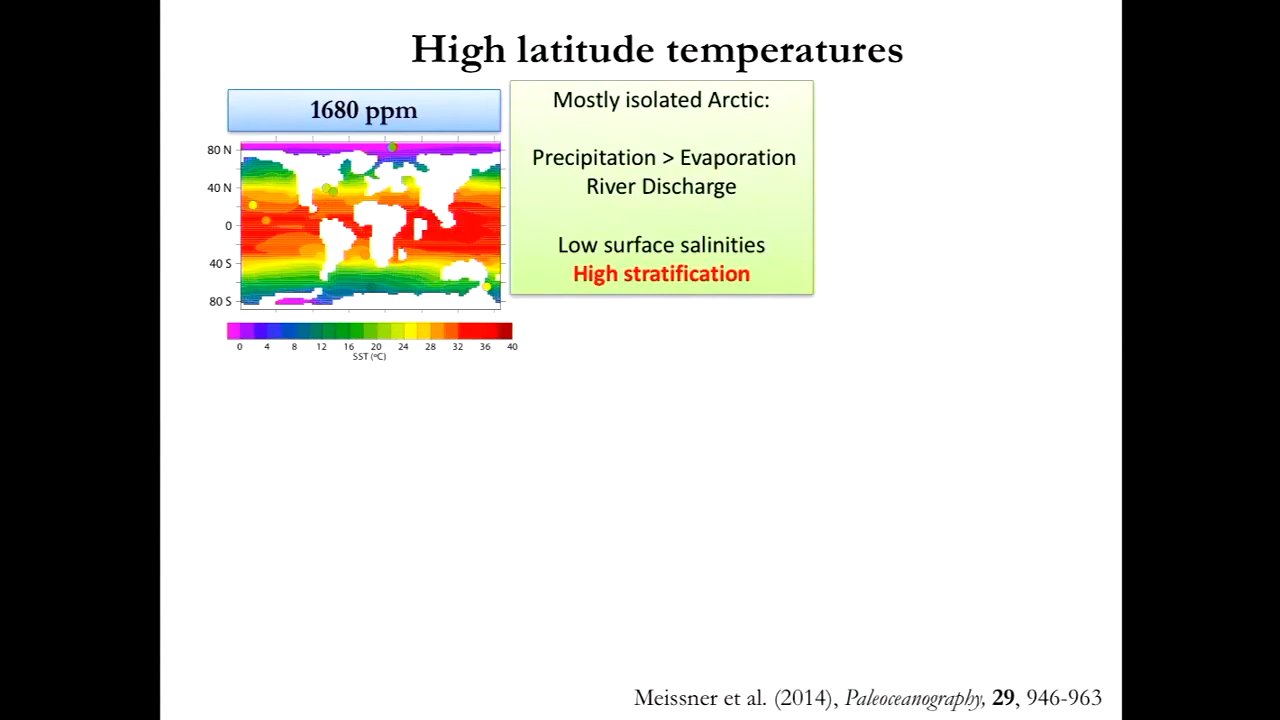 High latitude temperatures
1680 ppm
80 N
40 N
0
40 S
80 S
0 4 8 12 16 20 24 28 32 36 40
SST (ºC)
Mostly isolated Arctic:
Precipitation > Evaporation
River Discharge
Low surface salinities
High stratification
Meissner et al. (2014), Paleoceanography, 29, 946-963